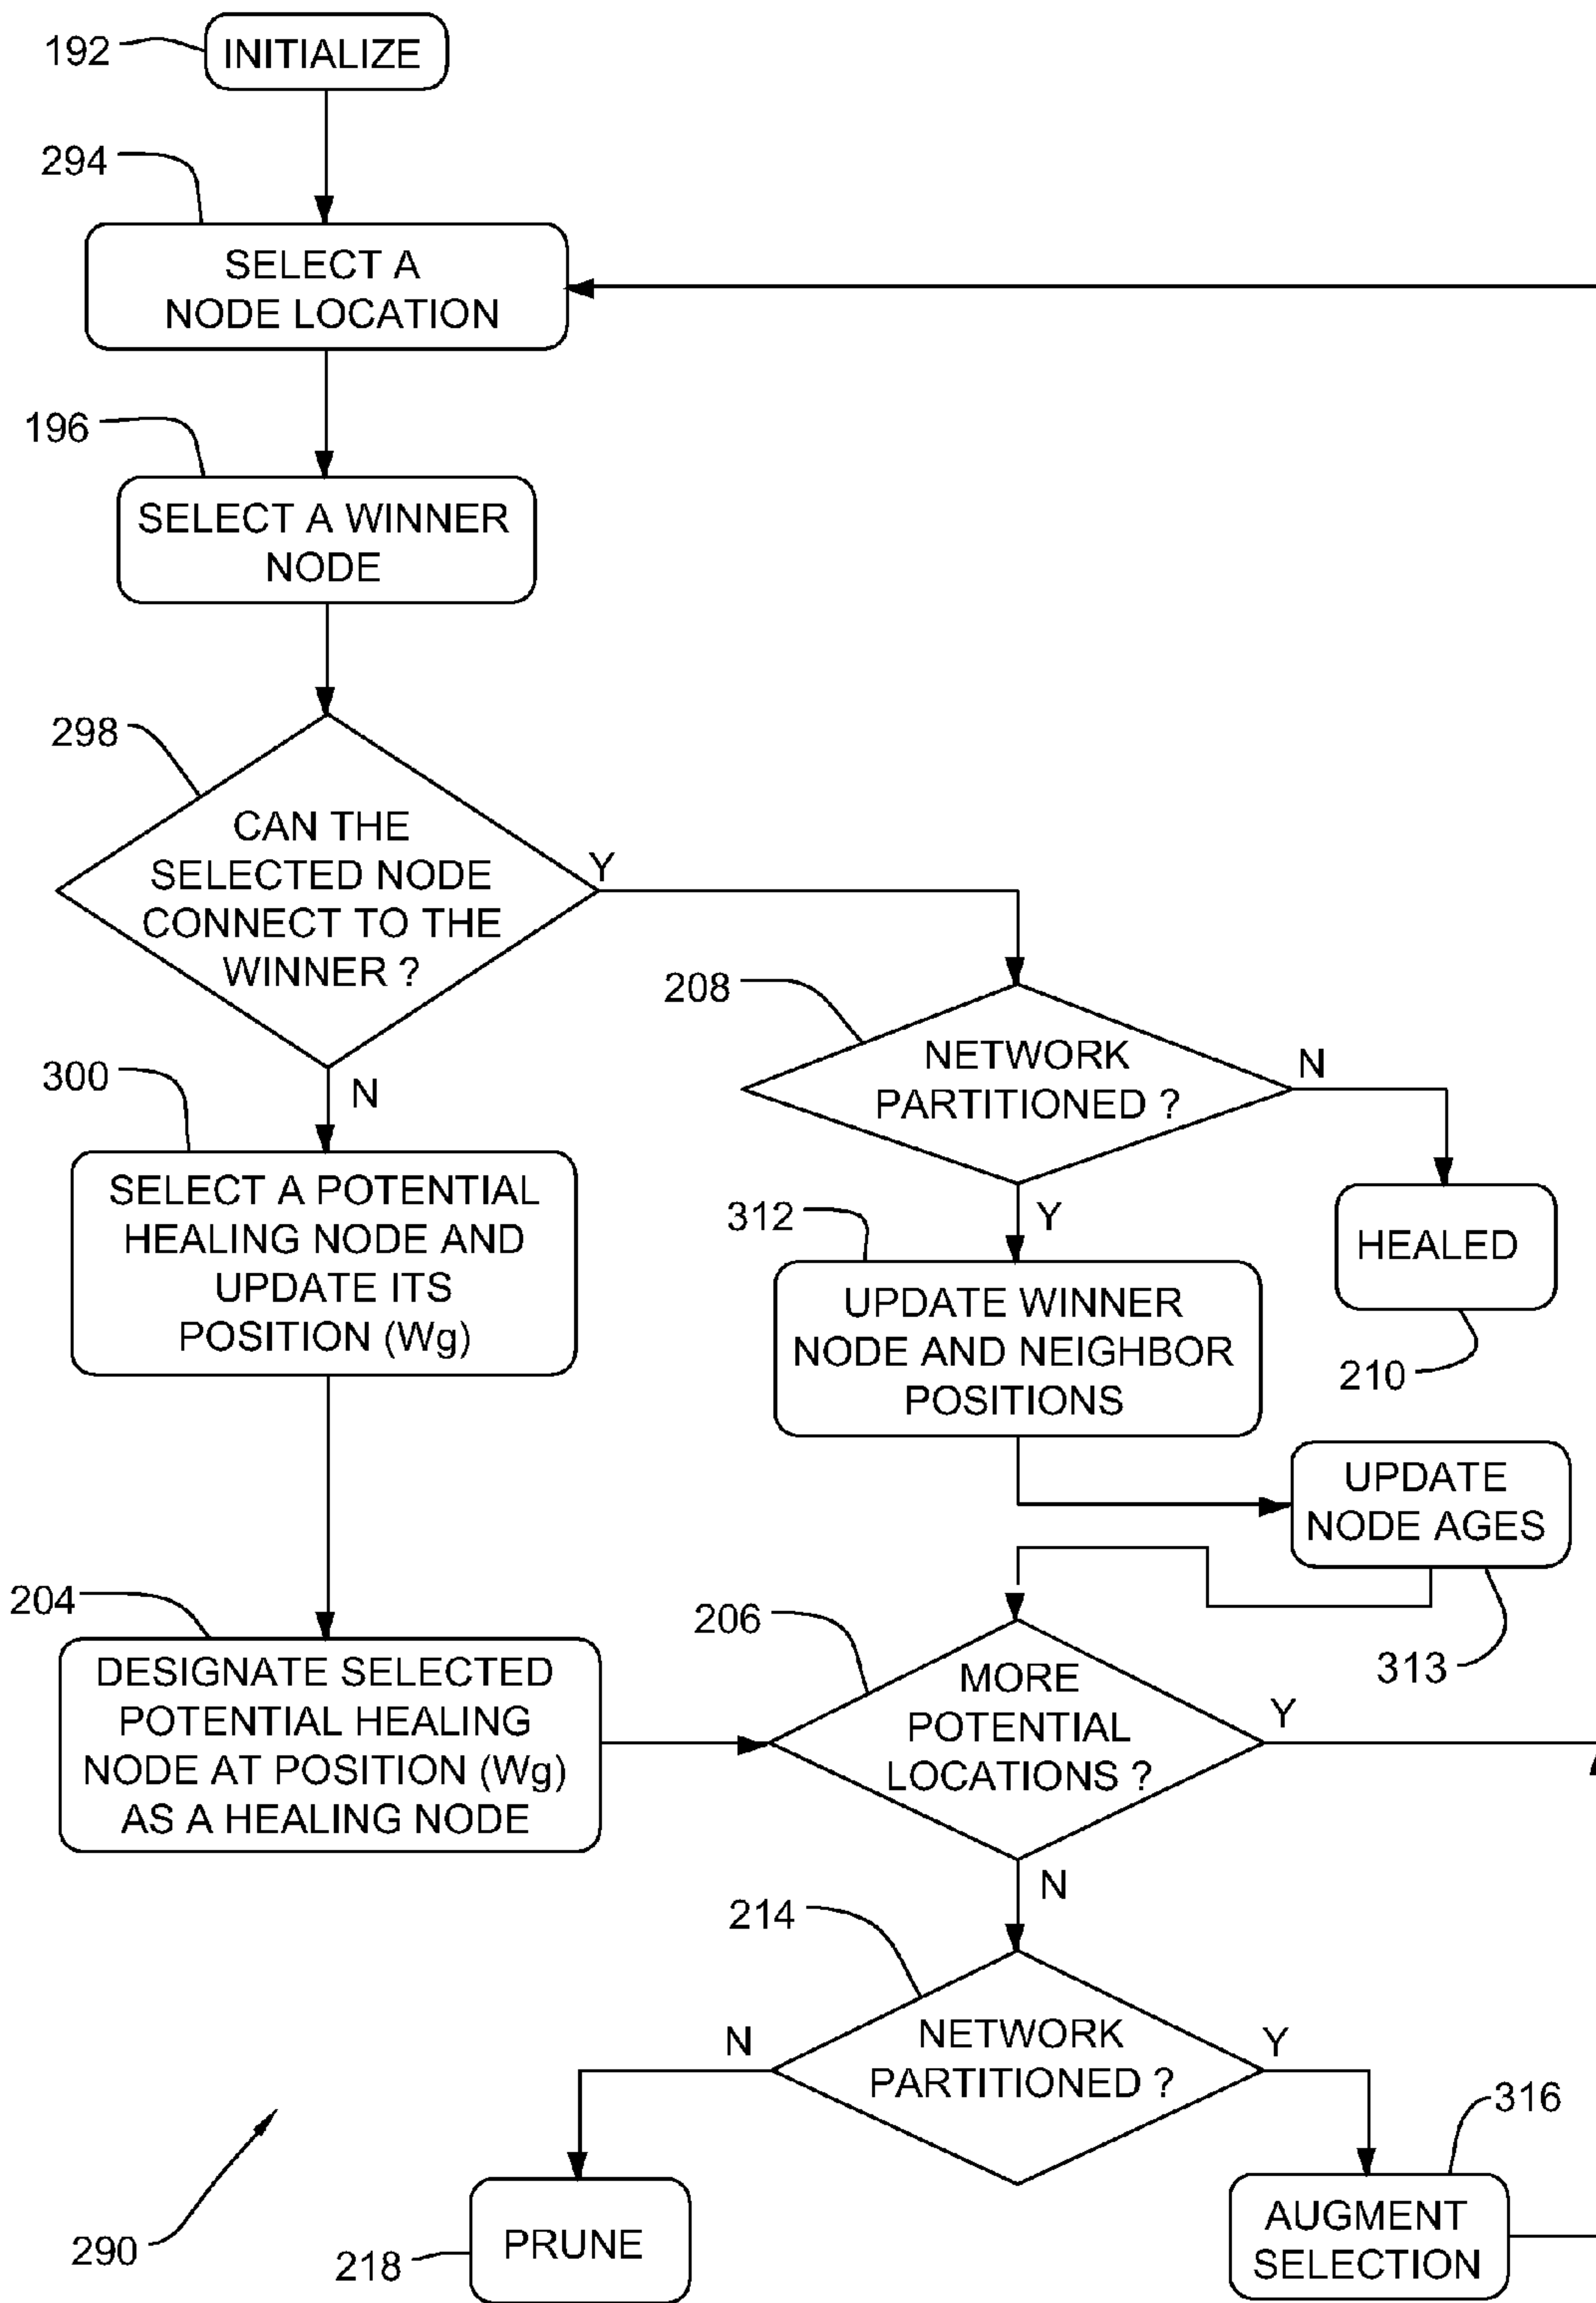 192
INITIALIZE
294
SELECT A
NODE LOCATION
196
SELECT A WINNER
NODE
298
CAN THE
SELECTED NODE
CONNECT TO THE
WINNER ?
Y
N
208
NETWORK
PARTITIONED ?
N
Y
HEALED
210
300
SELECT A POTENTIAL
HEALING NODE AND
UPDATE ITS
POSITION (Wg)
312
UPDATE WINNER
NODE AND NEIGHBOR
POSITIONS
UPDATE
NODE AGES
313
204
DESIGNATE SELECTED
POTENTIAL HEALING
NODE AT POSITION (Wg)
AS A HEALING NODE
206
MORE
POTENTIAL
LOCATIONS ?
Y
N
214
NETWORK
PARTITIONED ?
N
Y
316
AUGMENT
SELECTION
PRUNE
218
290